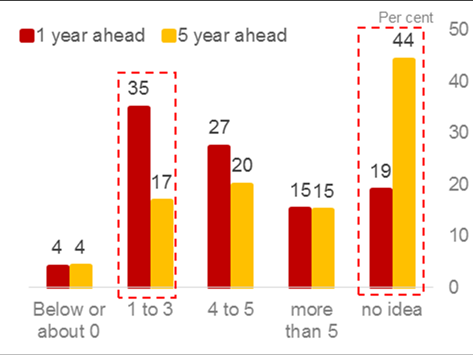 Per cent
1 year ahead
5 year ahead
50
40
30
20
10
0
4
4
35
17
27
20
15
15
19
44
Below or
about 0
1 to 3
4 to 5
more
than 5
no idea